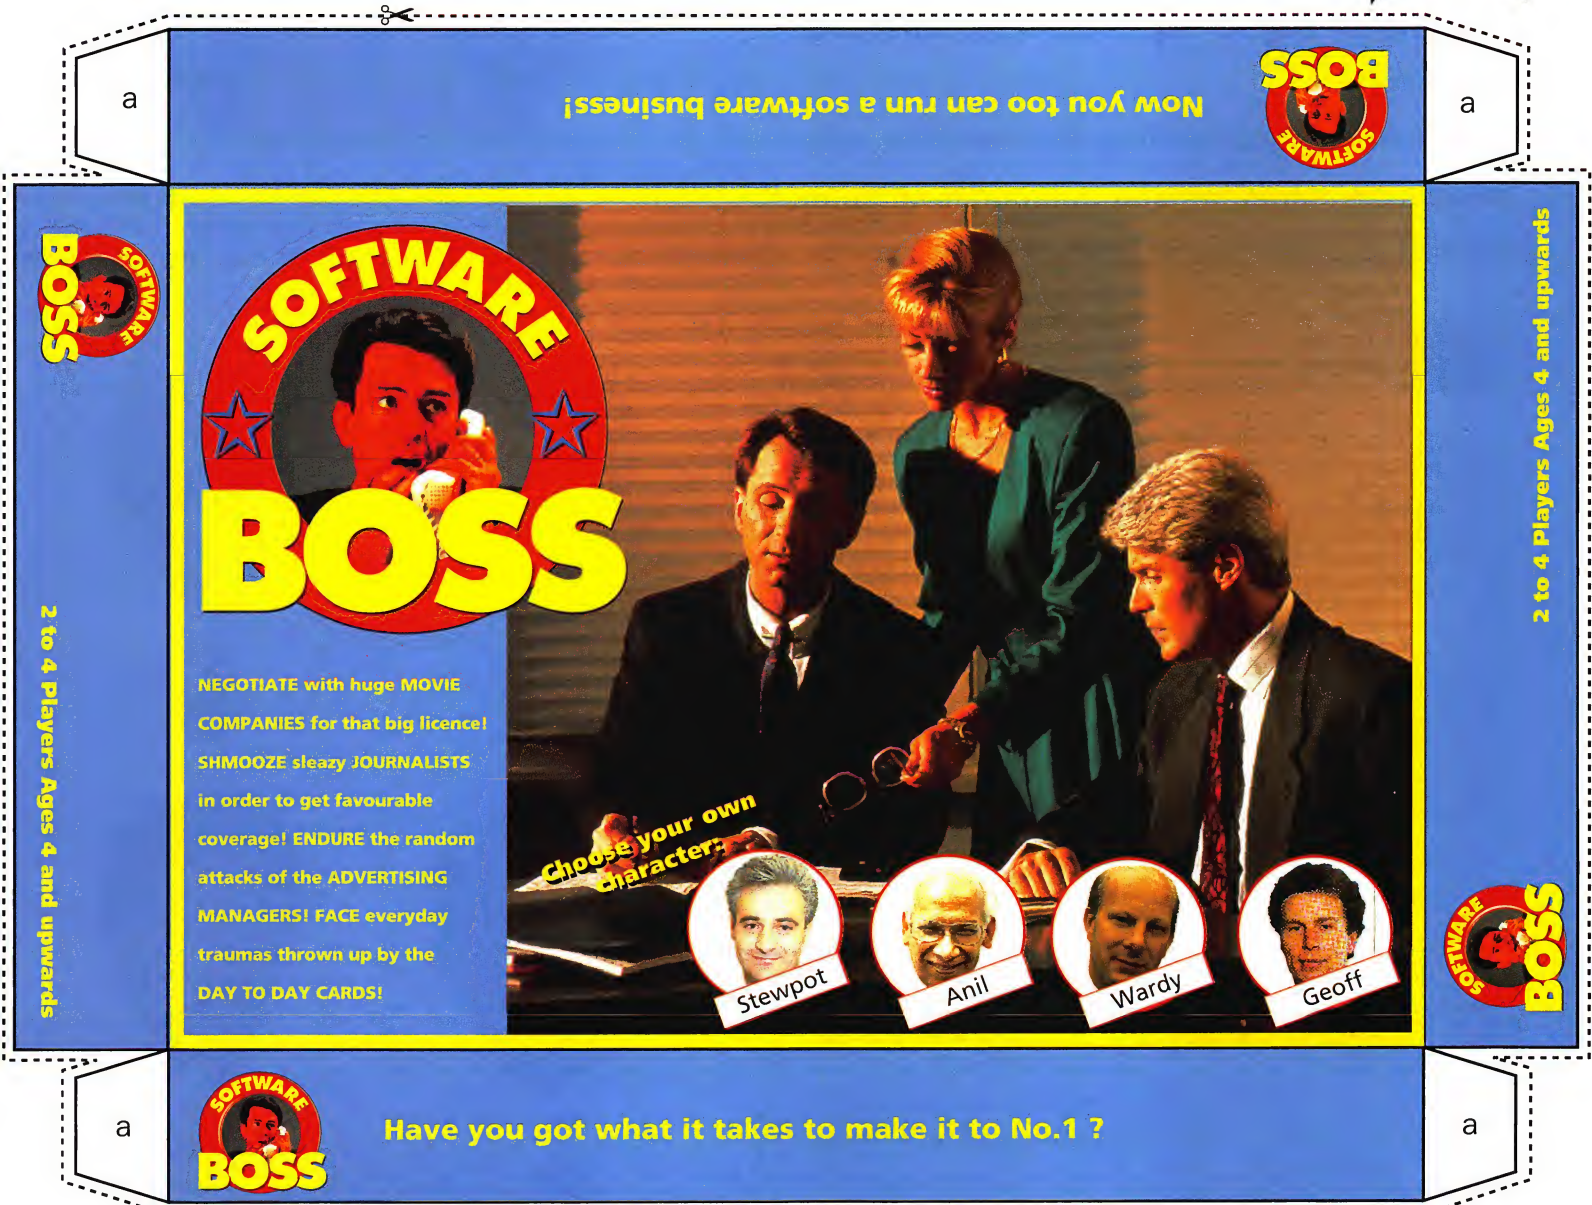 a
Now you too can run a software business!
SOFTWARE
BOSS
a
SOFTWARE
BOSS
2 to 4 Players Ages 4 and upwards
SOFTWARE
BOSS
NEGOTIATE with huge MOVIE
COMPANIES for that big licence!
SHMOOZE sleazy JOURNALISTS
in order to get favourable
coverage! ENDURE the random
attacks of the ADVERTISING
MANAGERS! FACE everyday
traumas thrown up by the
DAY TO DAY CARDS!
Choose your own
character:
Stewpot
Anil
Wardy
Geoff
2 to 4 Players Ages 4 and upwards
SOFTWARE
BOSS
a
SOFTWARE
BOSS
Have you got what it takes to make it to No.1 ?
a